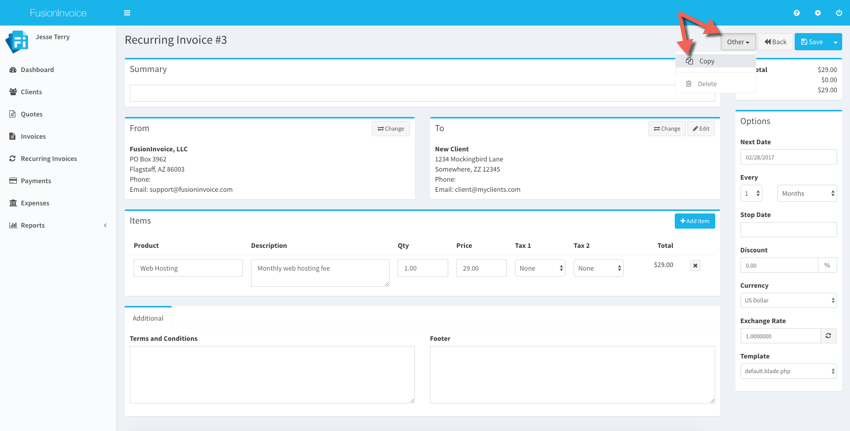 FusionInvoice
Jesse Terry
Dashboard
Clients
Quotes
Invoices
Recurring Invoices
Payments
Expenses
Reports
Recurring Invoice #3
Other
Back
Save
Copy
Delete
Summary
otal
$29.00
$0.00
$29.00
From
Change
FusionInvoice, LLC
PO Box 3962
Flagstaff, AZ 86003
Phone:
Email: support@fusioninvoice.com
To
Change
Edit
New Client
1234 Mockingbird Lane
Somewhere, ZZ 12345
Phone:
Email: client@myclients.com
Items
Add Item
Product Description Qty Price Tax 1 Tax 2 Total
Web Hosting Monthly web hosting fee 1.00 29.00 None None $29.00
Additional
Terms and Conditions
Footer
Options
Next Date
02/28/2017
Every
1 Months
Stop Date
Discount
0.00 %
Currency
US Dollar
Exchange Rate
1.0000000
Template
default.blade.php